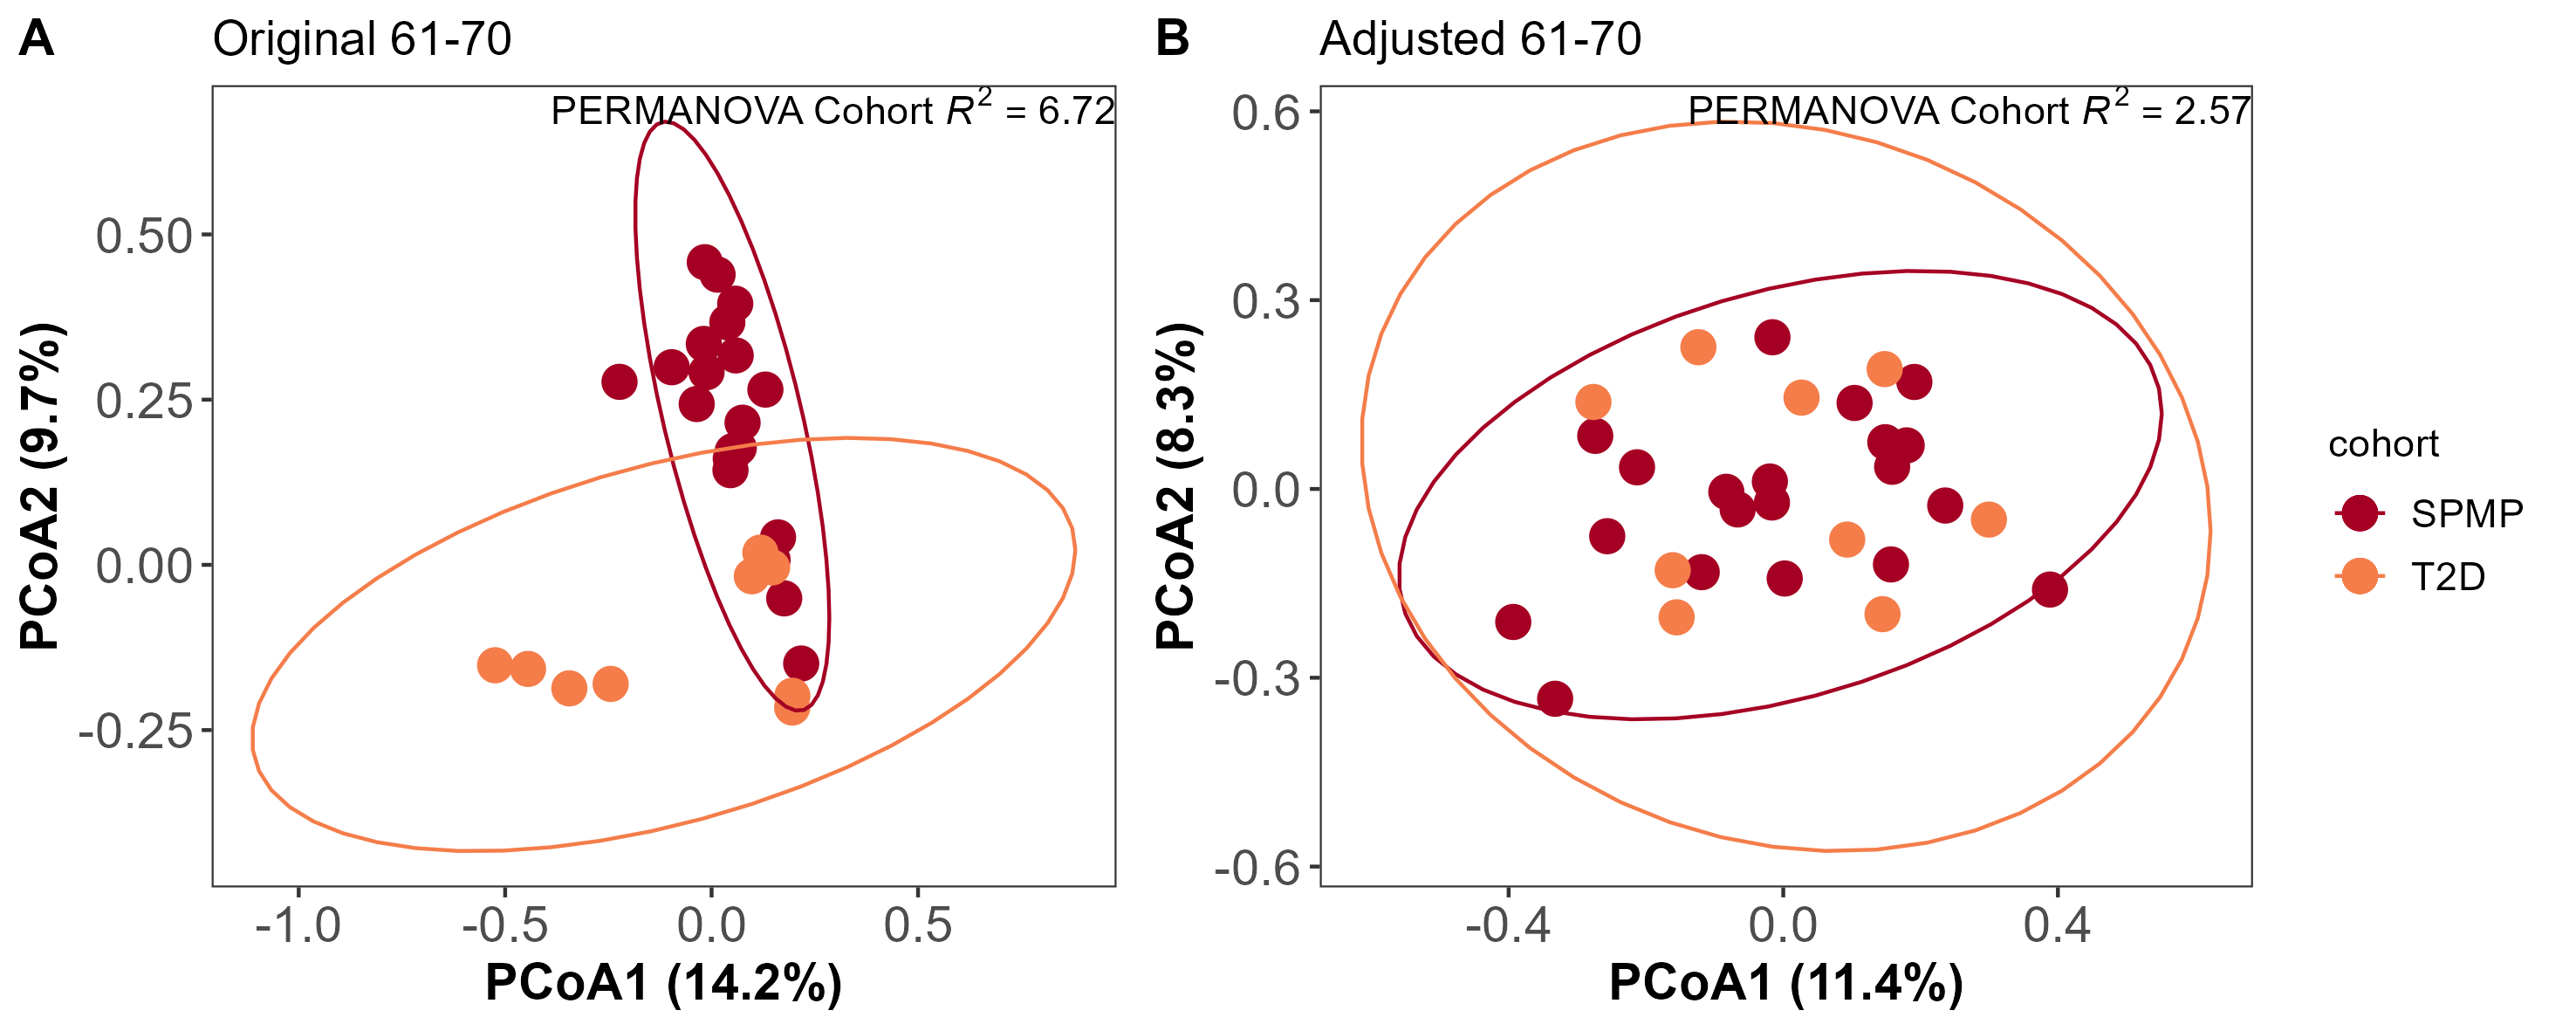 A Original 61-70
PERMANOVA Cohort R² = 6.72
0.50
0.25
0.00
-0.25
PCoA2 (9.7%)
-1.0 -0.5 0.0 0.5
PCoA1 (14.2%)
B Adjusted 61-70
PERMANOVA Cohort R² = 2.57
0.6
0.3
0.0
-0.3
-0.6
PCoA2 (8.3%)
-0.4 0.0 0.4
PCoA1 (11.4%)
cohort
SPMP
T2D